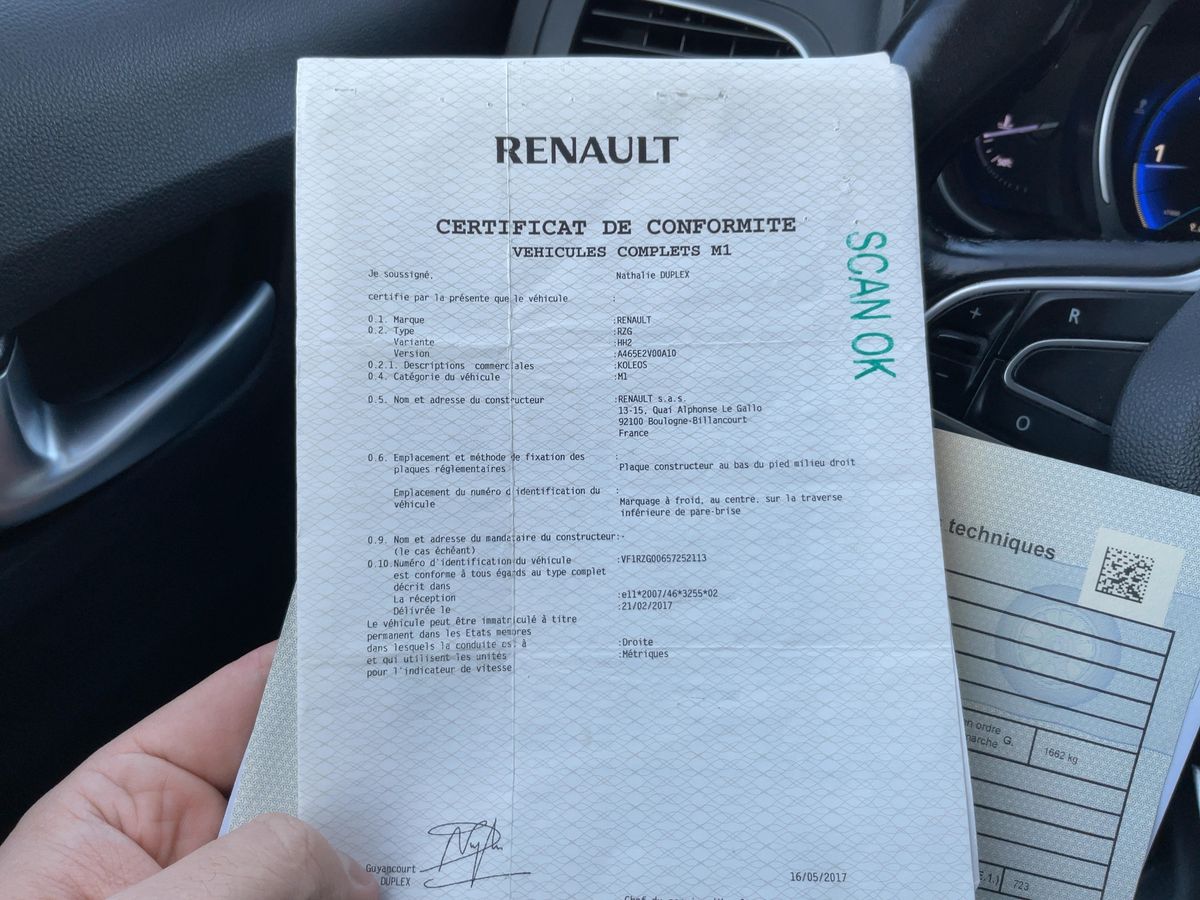 RENAULT
CERTIFICAT DE CONFORMITE
VEHICULES COMPLETS M1
Je soussigné, Nathalie DUPLEX
certifie par la présente que le véhicule :
0.1. Marque :RENAULT
0.2. Type :RZG
Variante :HH2
Version :A465E2V00A10
0.2.1. Descriptions commerciales :KOLEOS
0.4. Catégorie du véhicule :M1
0.5. Nom et adresse du constructeur :RENAULT s.a.s.
13-15, Quai Alphonse Le Gallo
92100 Boulogne-Billancourt
France
0.6. Emplacement et méthode de fixation des :
plaques réglementaires Plaque constructeur au bas du pied milieu droit
Emplacement du numéro d'identification du :
véhicule Marquage à froid, au centre, sur la traverse
inférieure de pare-brise
0.9. Nom et adresse du mandataire du constructeur:-
(le cas échéant)
0.10.Numéro d'identification du véhicule :VF1RZG00657252113
est conforme à tous égards au type complet
décrit dans
La réception :e11*2007/46*3255*02
Délivrée le :21/02/2017
Le véhicule peut être immatriculé à titre
permanent dans les Etats membres
dans lesquels la conduite est à :Droite
et qui utilisent les unités :Métriques
pour l'indicateur de vitesse
Guyancourt
DUPLEX
16/05/2017
SCAN OK
techniques
en ordre
marche G. 1662 kg
E.1.) 723
1
+
R
-
O